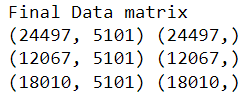 Final Data matrix
(24497, 5101) (24497,)
(12067, 5101) (12067,)
(18010, 5101) (18010,)